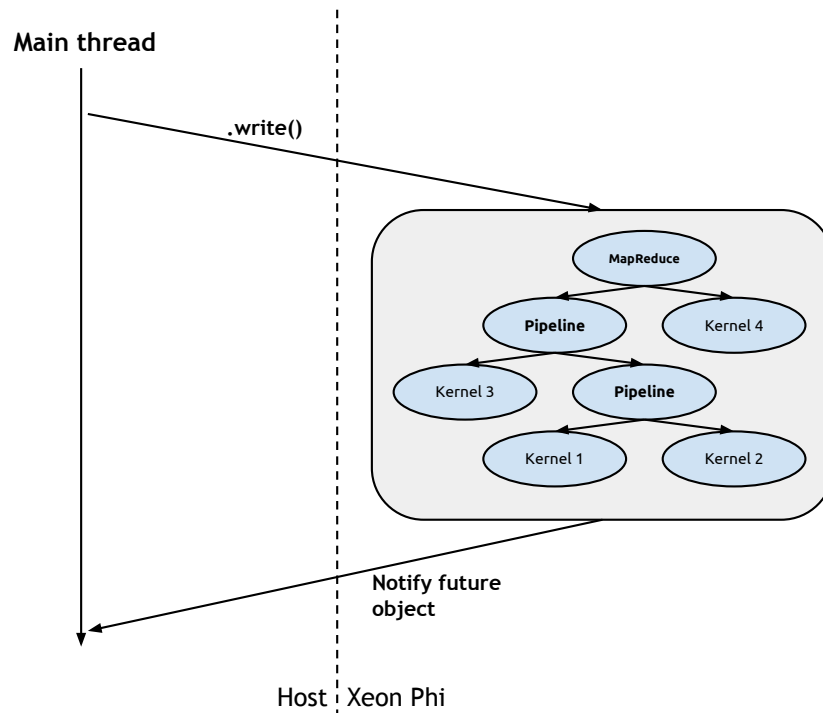 Main thread
.write()
MapReduce
Pipeline
Kernel 4
Kernel 3
Pipeline
Kernel 1
Kernel 2
Notify future
object
Host
Xeon Phi